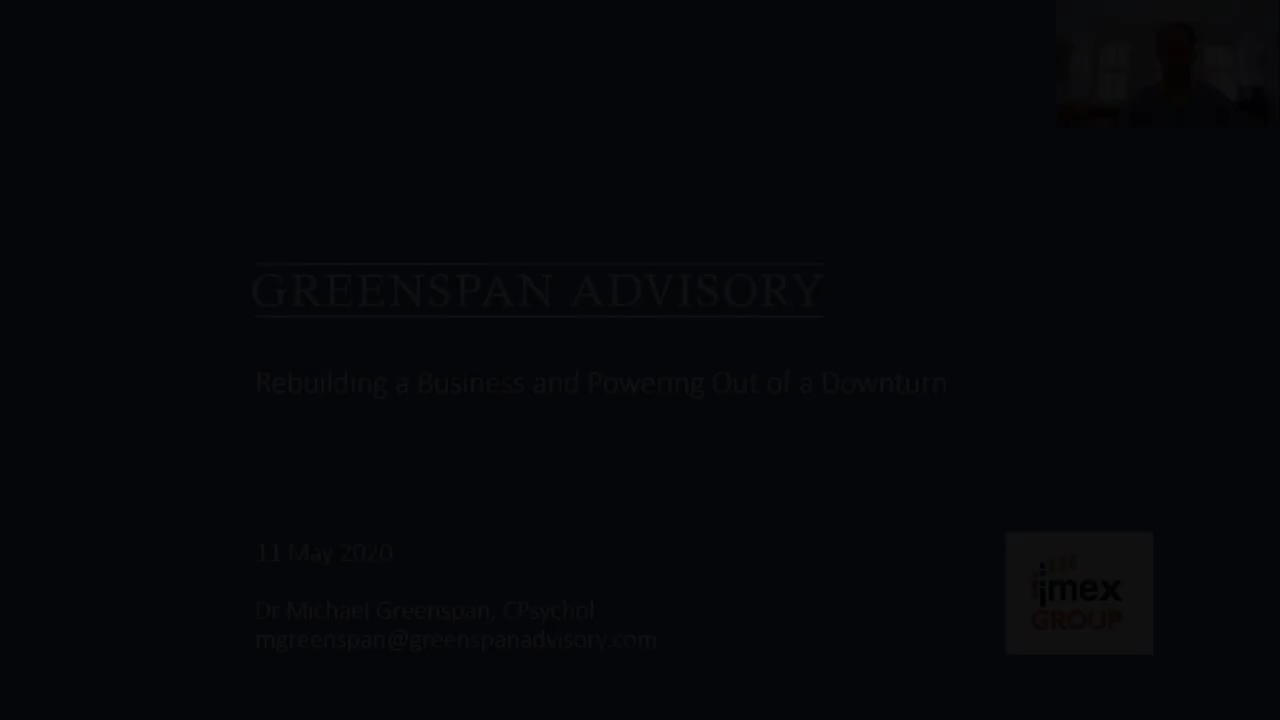 GREENSPAN ADVISORY
Rebuilding a Business and Powering Out of a Downturn
11 May 2020
Dr Michael Greenspan, CPsychol
mgreenspan@greenspanadvisory.com
imex
GROUP